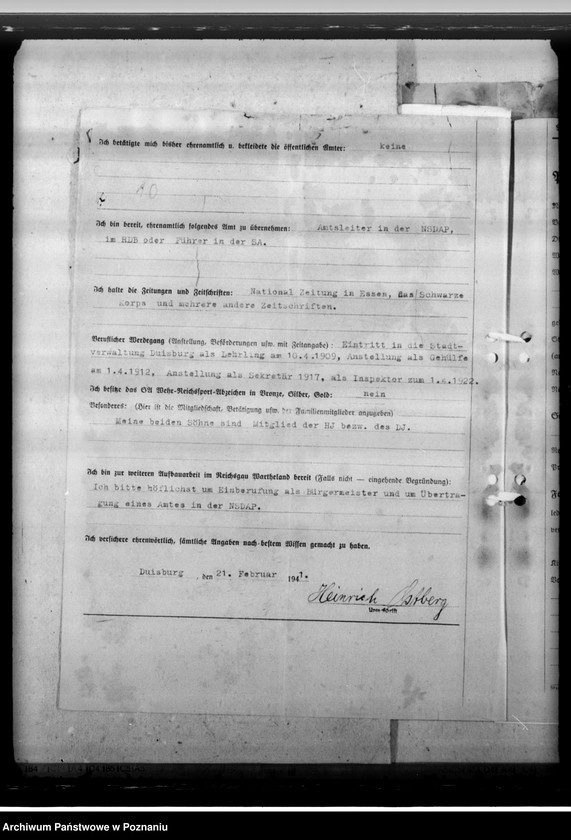 Ich betätigte mich bisher ehrenamtlich u. bekleidete die öffentlichen Ämter: keine
10
Ich bin bereit, ehrenamtlich folgendes Amt zu übernehmen: Amtsleiter in der NSDAP,
im RDB oder Führer in der SA.
Ich halte die Zeitungen und Zeitschriften: National Zeitung in Essen, das/Schwarze
Korps und mehrere andere Zeitschriften.
Beruflicher Werdegang (Anstellung, Beförderungen usw. mit Zeitangabe): Eintritt in die Stadt-
verwaltung Duisburg als Lehrling am 10.4.1909, Anstellung als Gehülfe
am 1.4.1912, Anstellung als Sekretär 1917, als Inspektor zum 1.4.1922.
Ich besitze das SA Wehr-Reichssport-Abzeichen in Bronze, Silber, Gold: nein
Besonderes: (Hier ist die Mitgliedschaft, Betätigung usw. der Familienmitglieder anzugeben)
Meine beiden Söhne sind Mitglied der HJ bezw. des DJ.
Ich bin zur weiteren Aufbauarbeit im Reichsgau Wartheland bereit (Falls nicht — eingehende Begründung):
Ich bitte höflichst um Einberufung als Bürgermeister und um Übertra-
gung eines Amtes in der NSDAP.
Ich versichere ehrenwörtlich, sämtliche Angaben nach bestem Wissen gemacht zu haben.
Duisburg, den 21. Februar 1941.
Heinrich Ostberg
Archiwum Państwowe w Poznaniu